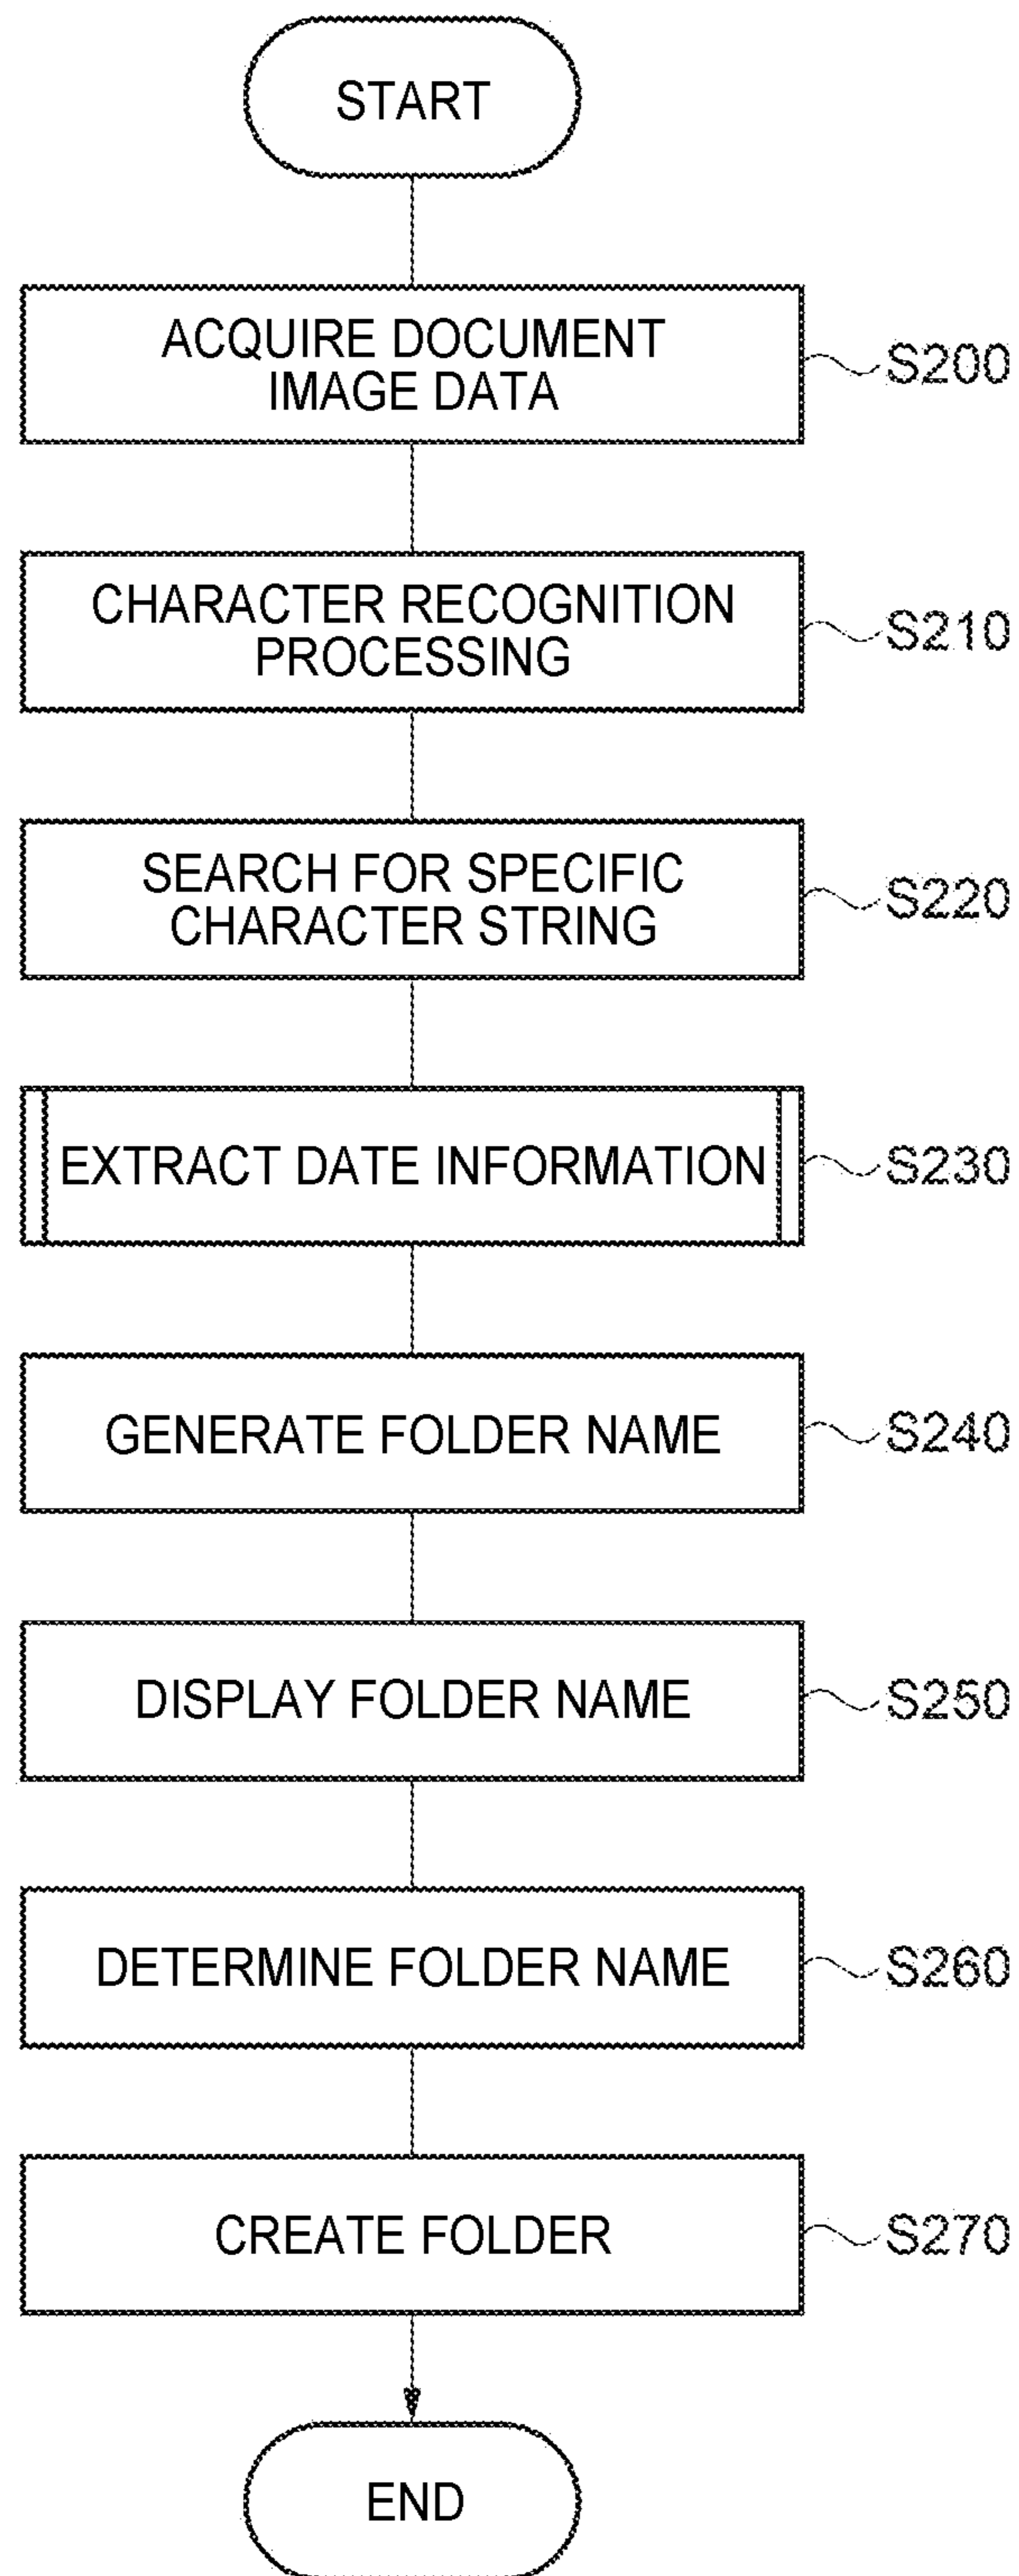 START
ACQUIRE DOCUMENT
IMAGE DATA
S200
CHARACTER RECOGNITION
PROCESSING
S210
SEARCH FOR SPECIFIC
CHARACTER STRING
S220
EXTRACT DATE INFORMATION
S230
GENERATE FOLDER NAME
S240
DISPLAY FOLDER NAME
S250
DETERMINE FOLDER NAME
S260
CREATE FOLDER
S270
END